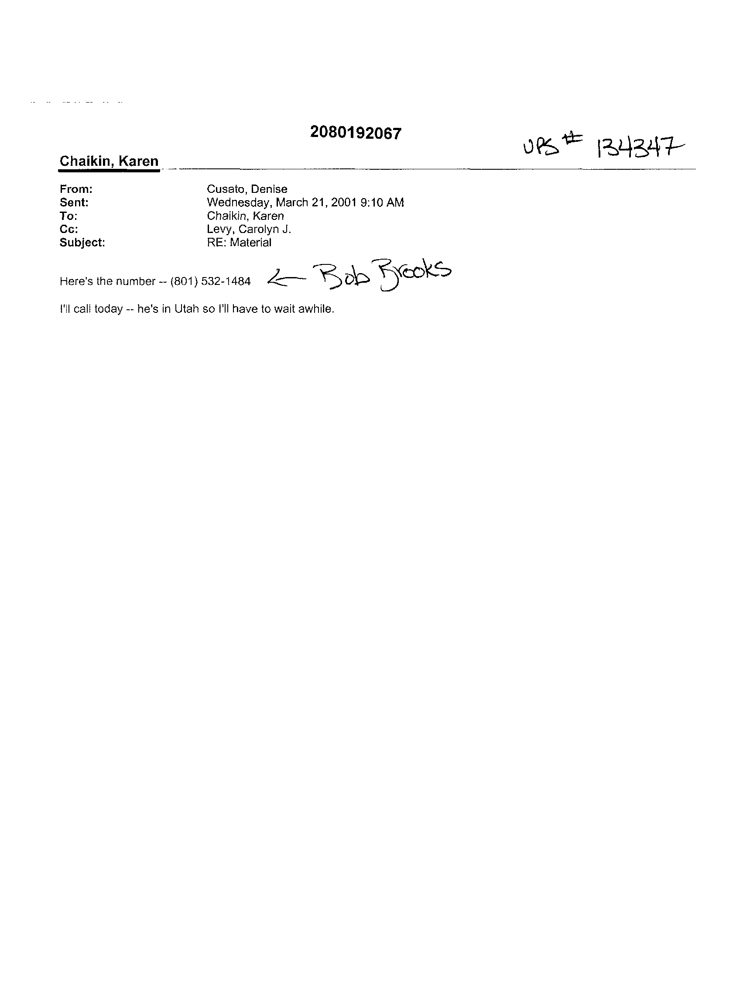 2080192067
UPS # 134347
Chaikin, Karen
From: Cusato, Denise
Sent: Wednesday, March 21, 2001 9:10 AM
To: Chaikin, Karen
Cc: Levy, Carolyn J.
Subject: RE: Material
Here's the number -- (801) 532-1484 ← Bob Brooks
I'll call today -- he's in Utah so I'll have to wait awhile.